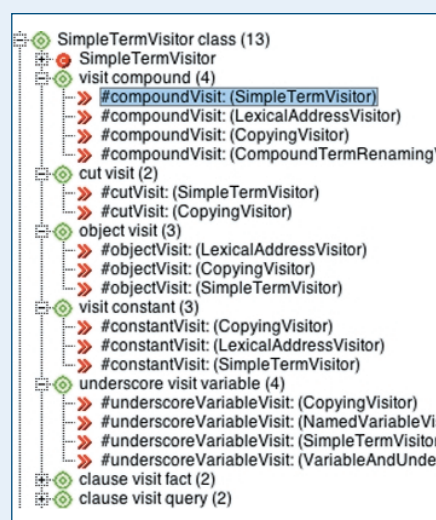 SimpleTermVisitor class (13)
SimpleTermVisitor
visit compound (4)
#compoundVisit: (SimpleTermVisitor)
#compoundVisit: (LexicalAddressVisitor)
#compoundVisit: (CopyingVisitor)
#compoundVisit: (CompoundTermRenamingV
cut visit (2)
#cutVisit: (SimpleTermVisitor)
#cutVisit: (CopyingVisitor)
object visit (3)
#objectVisit: (LexicalAddressVisitor)
#objectVisit: (CopyingVisitor)
#objectVisit: (SimpleTermVisitor)
visit constant (3)
#constantVisit: (CopyingVisitor)
#constantVisit: (LexicalAddressVisitor)
#constantVisit: (SimpleTermVisitor)
underscore visit variable (4)
#underscoreVariableVisit: (CopyingVisitor)
#underscoreVariableVisit: (NamedVariableVis
#underscoreVariableVisit: (SimpleTermVisitor
#underscoreVariableVisit: (VariableAndUnde
clause visit fact (2)
clause visit query (2)